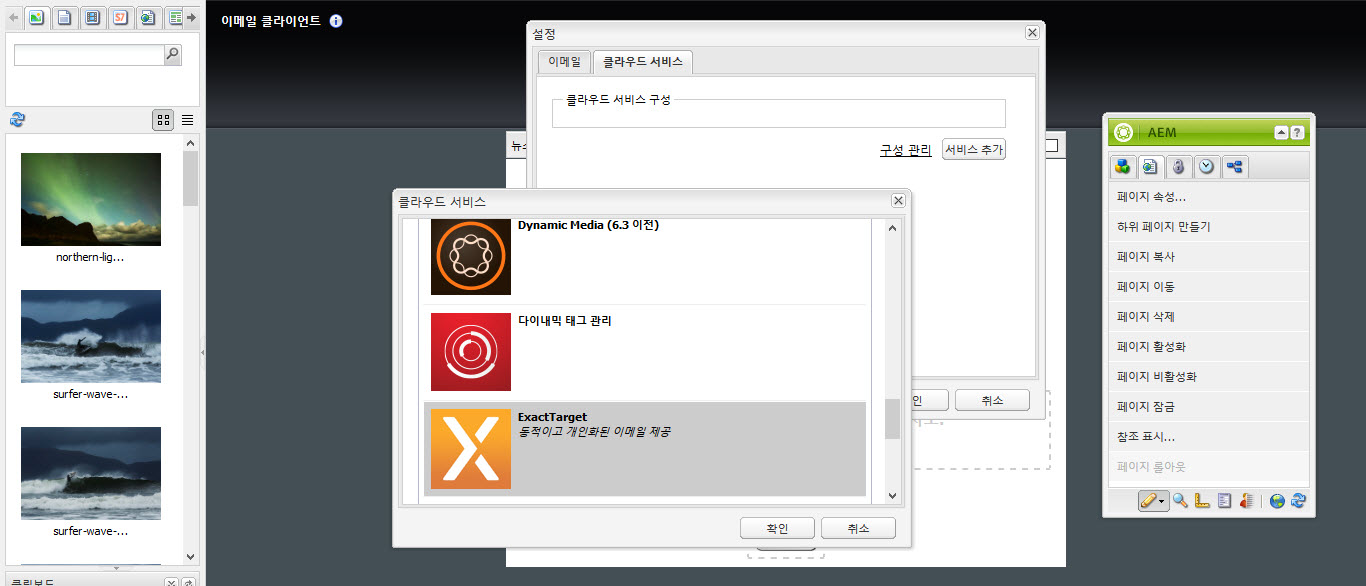 이메일 클라이언트
northern-lig...
surfer-wave-...
surfer-wave-...
설정
이메일
클라우드 서비스
클라우드 서비스 구성
구성 관리
서비스 추가
취소
클라우드 서비스
Dynamic Media (6.3 이전)
다이내믹 태그 관리
ExactTarget
동적이고 개인화된 이메일 제공
확인
취소
AEM
페이지 속성...
하위 페이지 만들기
페이지 복사
페이지 이동
페이지 삭제
페이지 활성화
페이지 비활성화
페이지 잠금
참조 표시...
페이지 롤아웃